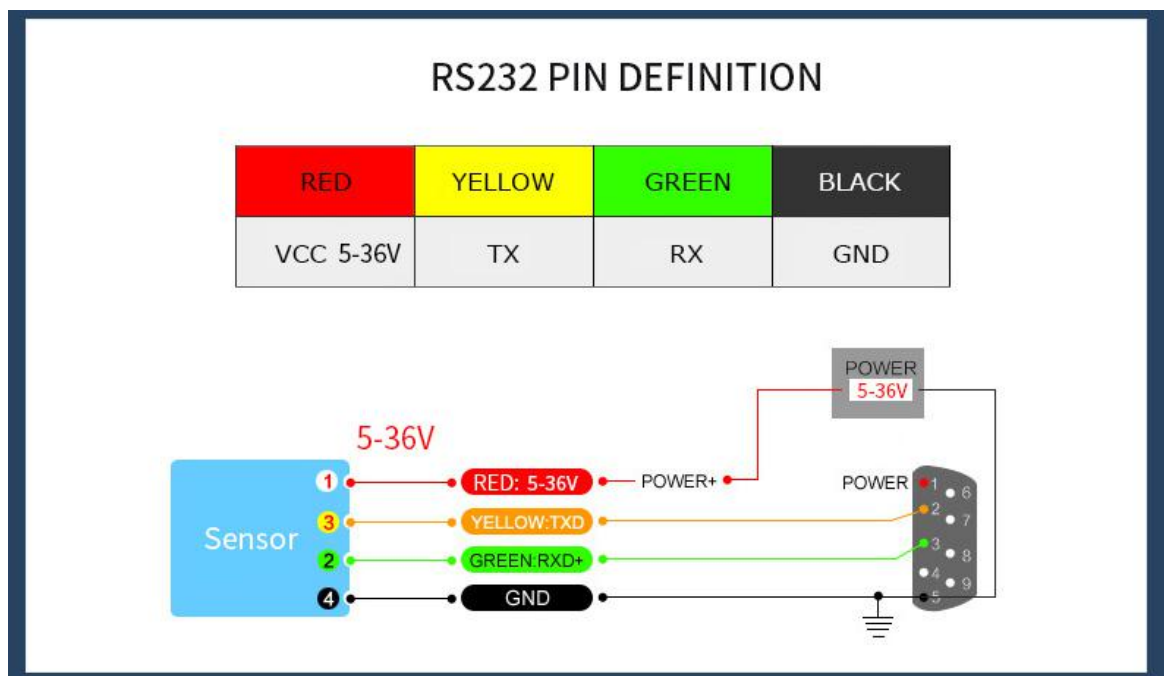 RS232 PIN DEFINITION
RED YELLOW GREEN BLACK
VCC 5-36V TX RX GND
POWER
5-36V
5-36V
Sensor
1 RED: 5-36V POWER+ POWER 1 6
3 YELLOW:TXD 2 7
2 GREEN:RXD+ 3 8
4 GND 4 9
5